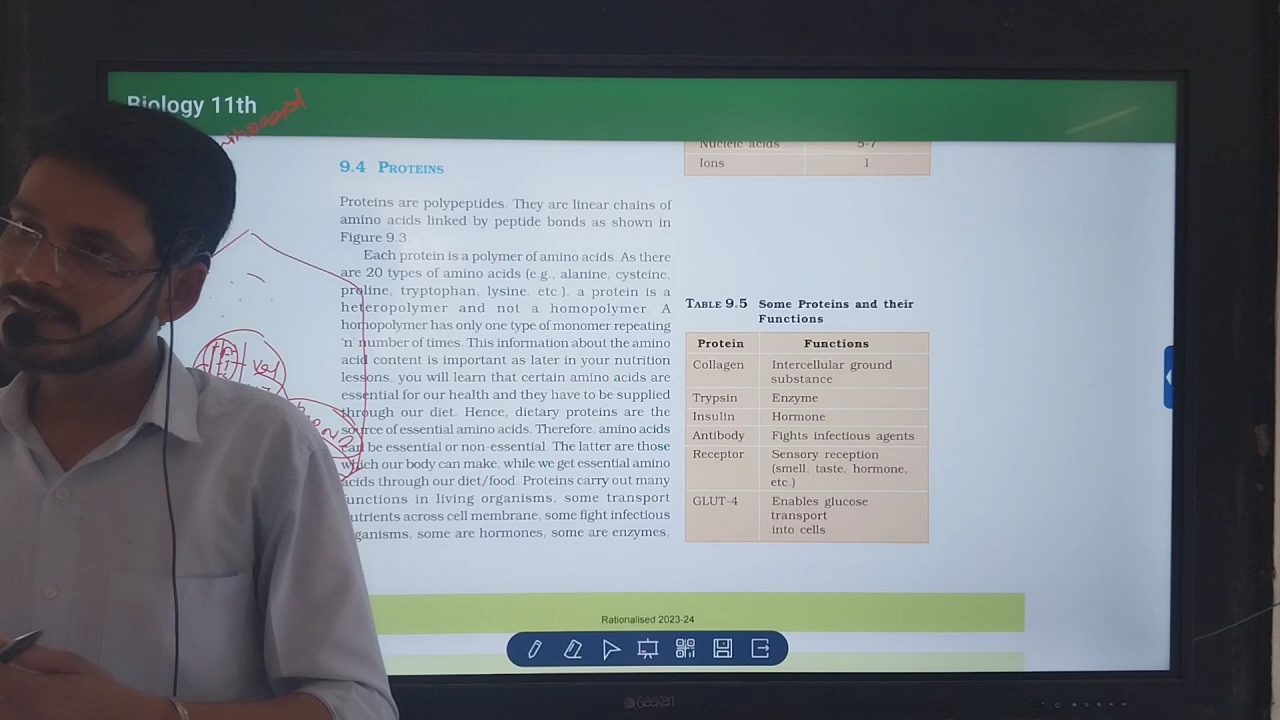 Biology 11th
Nucleic acids 5-7
Ions 1
9.4 PROTEINS
Proteins are polypeptides. They are linear chains of
amino acids linked by peptide bonds as shown in
Figure 9.3.
Each protein is a polymer of amino acids. As there
are 20 types of amino acids (e.g., alanine, cysteine,
proline, tryptophan, lysine, etc.), a protein is a
heteropolymer and not a homopolymer. A
homopolymer has only one type of monomer repeating
'n' number of times. This information about the amino
acid content is important as later in your nutrition
lessons, you will learn that certain amino acids are
essential for our health and they have to be supplied
through our diet. Hence, dietary proteins are the
source of essential amino acids. Therefore, amino acids
can be essential or non-essential. The latter are those
which our body can make, while we get essential amino
acids through our diet/food. Proteins carry out many
functions in living organisms, some transport
nutrients across cell membrane, some fight infectious
organisms, some are hormones, some are enzymes,
TABLE 9.5 Some Proteins and their
Functions
Protein Functions
Collagen Intercellular ground
substance
Trypsin Enzyme
Insulin Hormone
Antibody Fights infectious agents
Receptor Sensory reception
(smell, taste, hormone,
etc.)
GLUT-4 Enables glucose
transport
into cells
Val
Rationalised 2023-24
Geekan